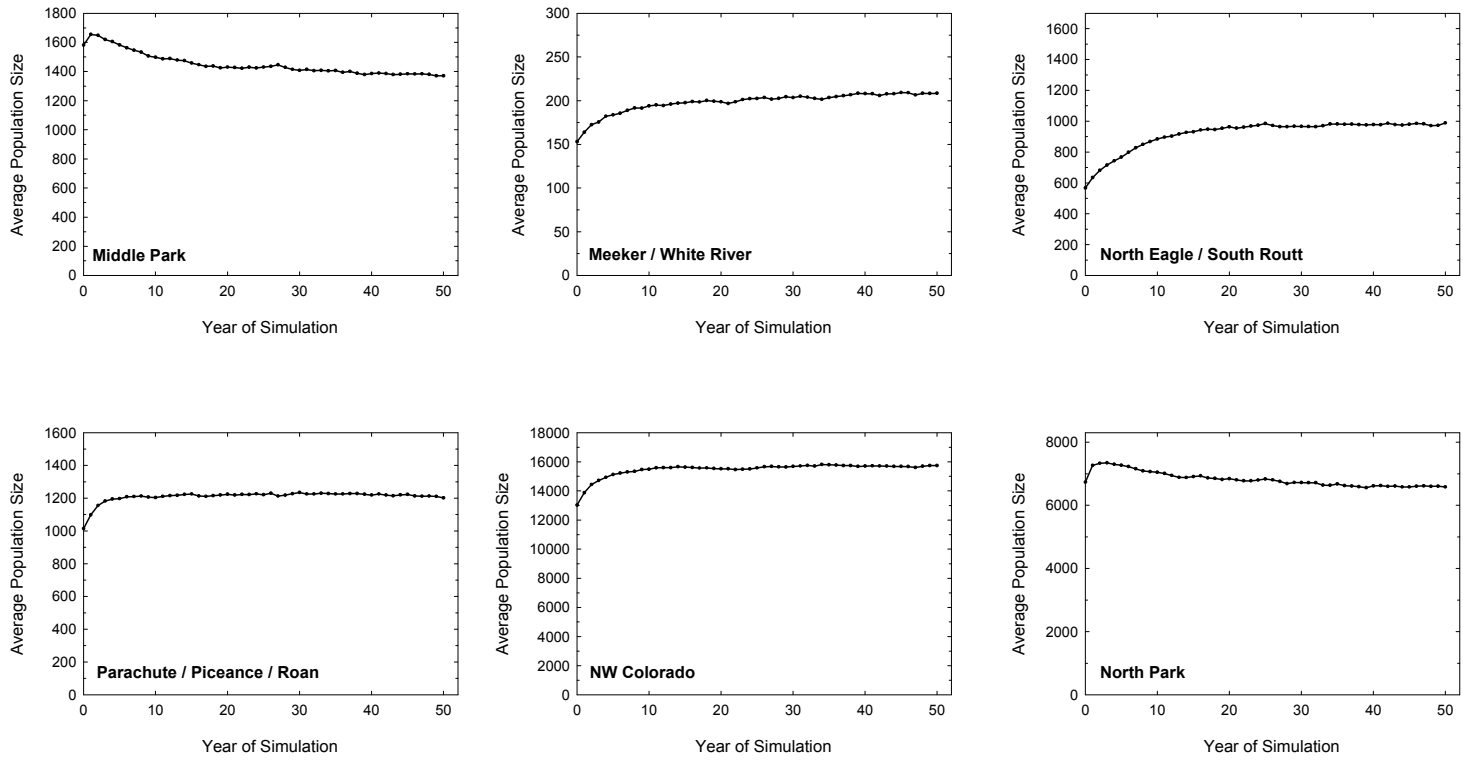 Average Population Size
1800
1600
1400
1200
1000
800
600
400
200
0
Middle Park
0 10 20 30 40 50
Year of Simulation
Average Population Size
300
250
200
150
100
50
0
Meeker / White River
0 10 20 30 40 50
Year of Simulation
Average Population Size
1600
1400
1200
1000
800
600
400
200
0
North Eagle / South Routt
0 10 20 30 40 50
Year of Simulation
Average Population Size
1600
1400
1200
1000
800
600
400
200
0
Parachute / Piceance / Roan
0 10 20 30 40 50
Year of Simulation
Average Population Size
18000
16000
14000
12000
10000
8000
6000
4000
2000
0
NW Colorado
0 10 20 30 40 50
Year of Simulation
Average Population Size
8000
6000
4000
2000
0
North Park
0 10 20 30 40 50
Year of Simulation